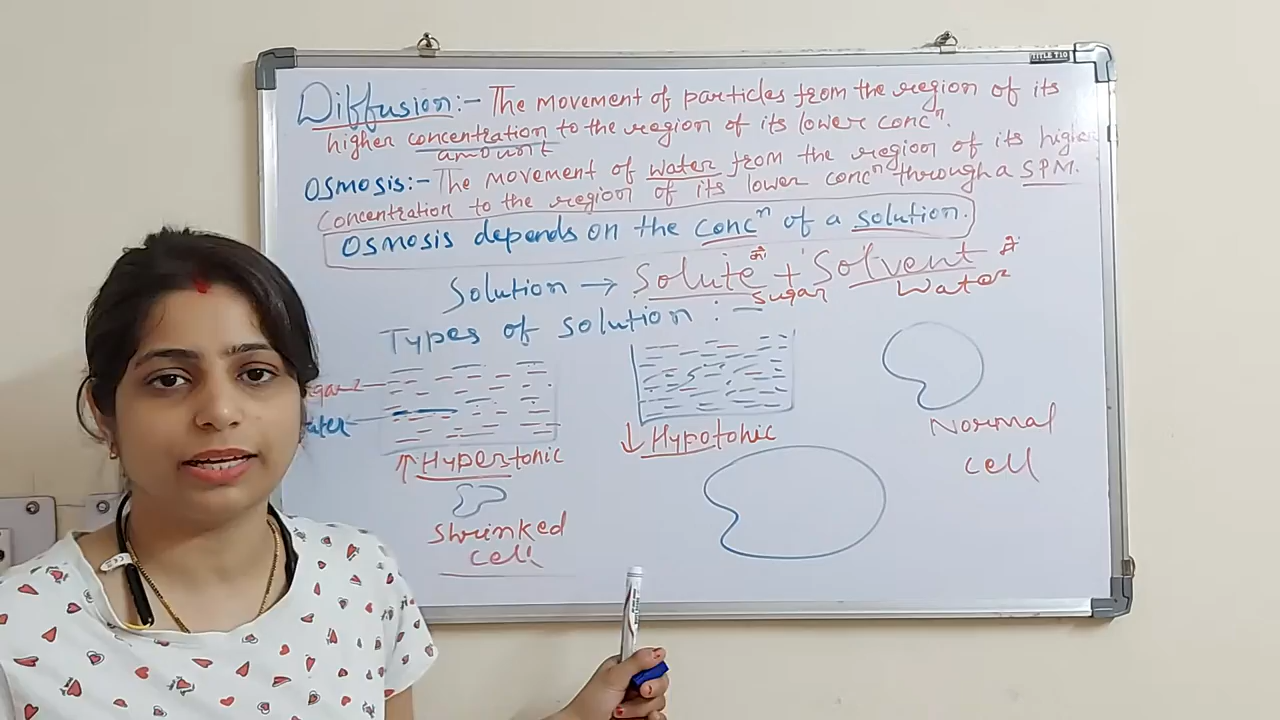 Diffusion:- The movement of particles from the region of its
higher concentration to the region of its lower concⁿ.
amount
Osmosis:- The movement of water from the region of its higher
concentration to the region of its lower concⁿ through a SPM.
Osmosis depends on the concⁿ of a solution.
Solution → Solute + Solvent
Sugar Water
Types of solution :-
↑ Hypertonic
↓ Hypotonic
Normal
cell
Shrinked
cell